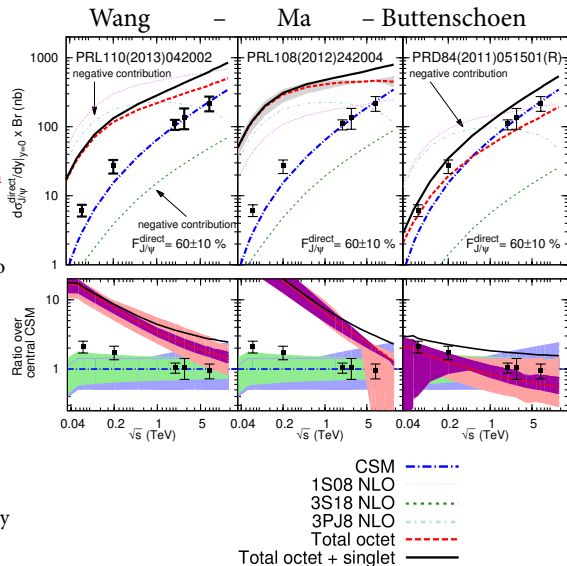 Wang – Ma – Buttenschoen
PRL110(2013)042002 PRL108(2012)242004 PRD84(2011)051501(R)
negative contribution
negative contribution
negative contribution
dσ^direct_J/ψ/dy|y=0 x Br (nb)
1000
100
10
1
F^direct_J/ψ = 60±10 % F^direct_J/ψ = 60±10 % F^direct_J/ψ = 60±10 %
Ratio over
central CSM
10
1
0.04 0.2 1 5 0.04 0.2 1 5 0.04 0.2 1 5
√s (TeV) √s (TeV) √s (TeV)
CSM
1S08 NLO
3S18 NLO
3PJ8 NLO
Total octet
Total octet + singlet
y